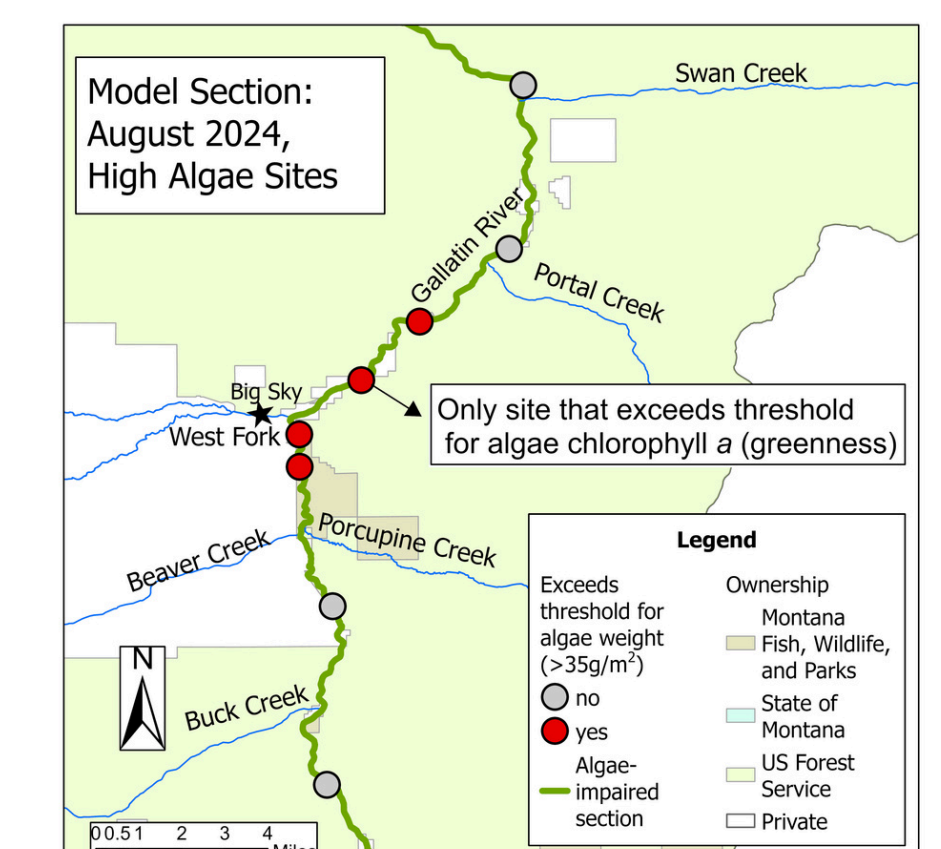 Model Section:
August 2024,
High Algae Sites
Swan Creek
Gallatin River
Portal Creek
Big Sky
West Fork
Only site that exceeds threshold
for algae chlorophyll a (greenness)
Porcupine Creek
Beaver Creek
Buck Creek
N
0 0.5 1 2 3 4
Miles
Legend
Exceeds
threshold for
algae weight
(>35g/m²)
no
yes
Algae-
impaired
section
Ownership
Montana
Fish, Wildlife,
and Parks
State of
Montana
US Forest
Service
Private